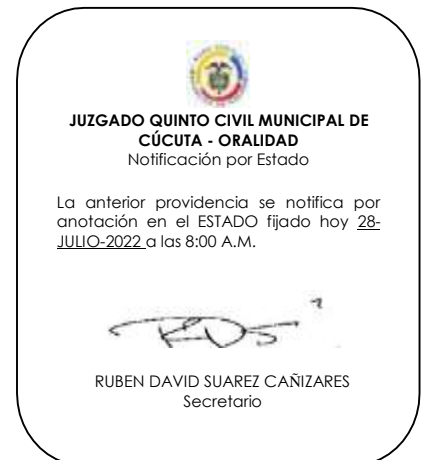 JUZGADO QUINTO CIVIL MUNICIPAL DE
CÚCUTA - ORALIDAD
Notificación por Estado
La anterior providencia se notifica por
anotación en el ESTADO fijado hoy 28-
JULIO-2022 a las 8:00 A.M.
RUBEN DAVID SUAREZ CAÑIZARES
Secretario